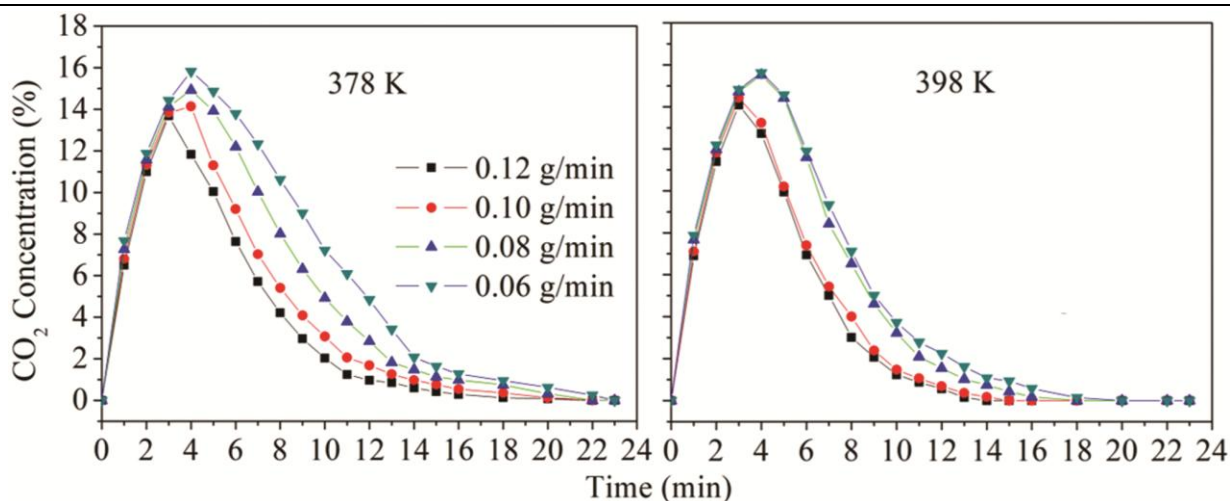 18
16
14
12
10
8
6
4
2
0
CO₂ Concentration (%)
378 K
0.12 g/min
0.10 g/min
0.08 g/min
0.06 g/min
398 K
0 2 4 6 8 10 12 14 16 18 20 22 24
0 2 4 6 8 10 12 14 16 18 20 22 24
Time (min)